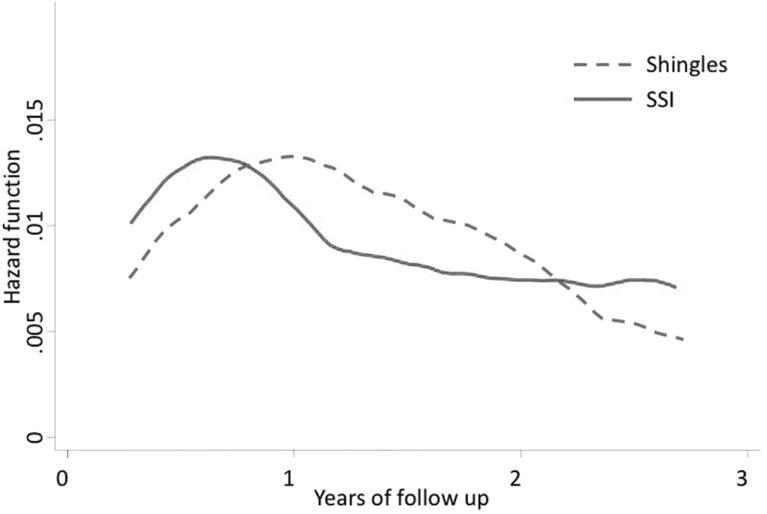 Shingles
SSI
Hazard function
.015
.01
.005
0
0 1 2 3
Years of follow up